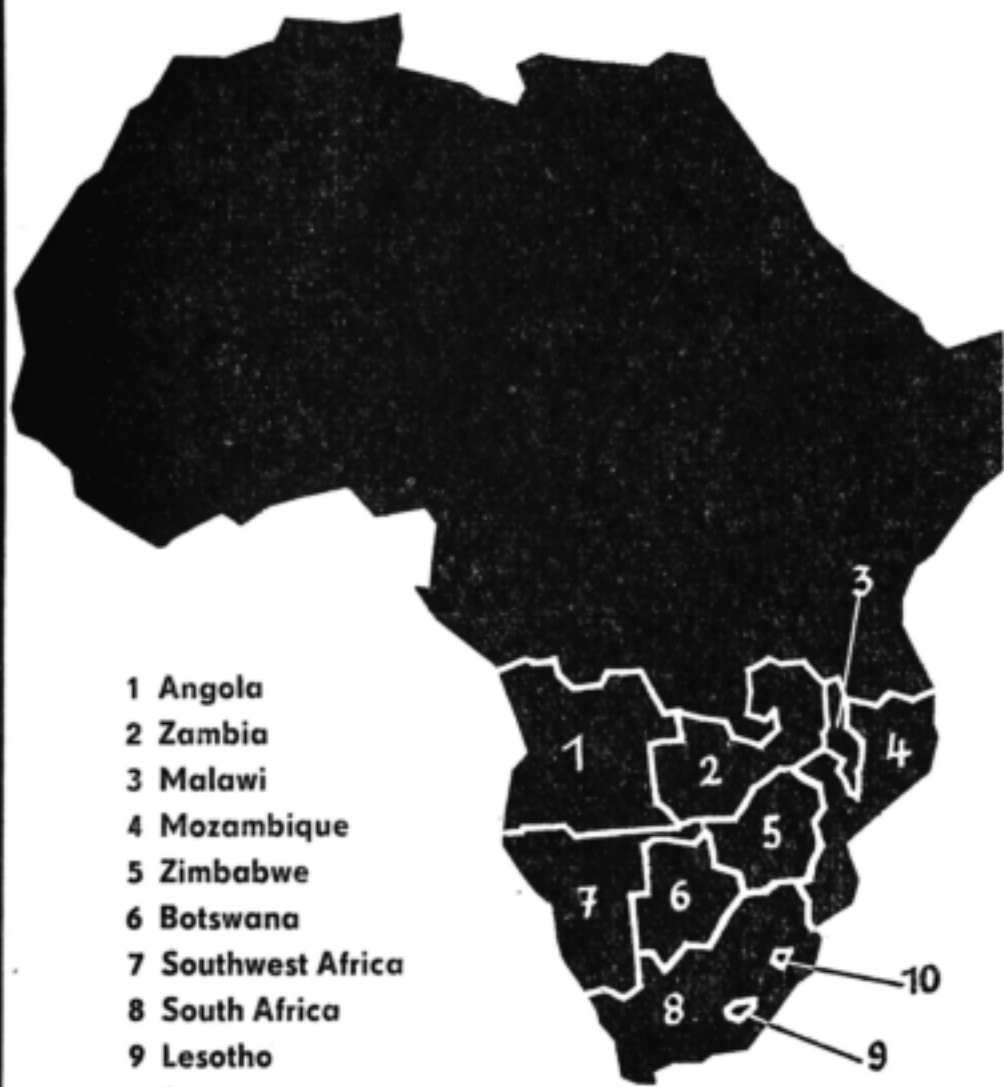 3
1
2
4
5
7
6
10
8
9
1 Angola
2 Zambia
3 Malawi
4 Mozambique
5 Zimbabwe
6 Botswana
7 Southwest Africa
8 South Africa
9 Lesotho